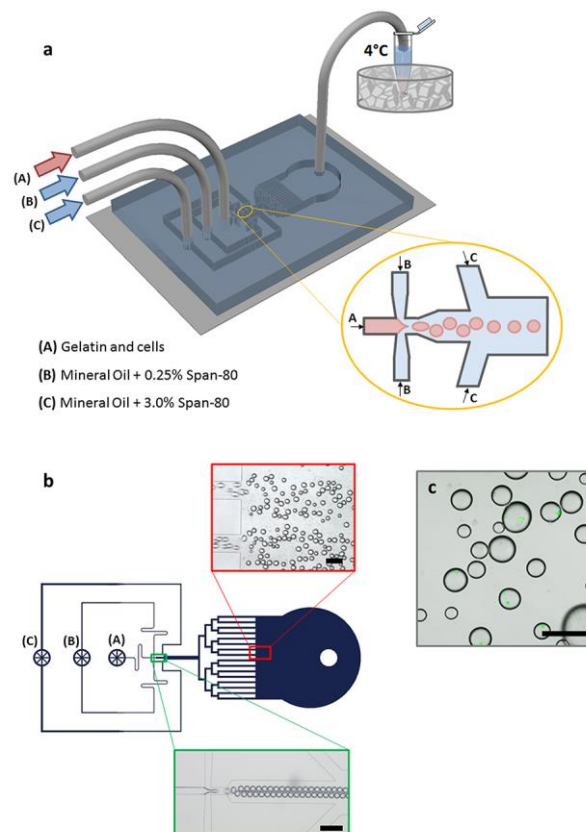 a
4°C
(A)
(B)
(C)
B
C
A
B
C
(A) Gelatin and cells
(B) Mineral Oil + 0.25% Span-80
(C) Mineral Oil + 3.0% Span-80
b
c
(C) (B) (A)